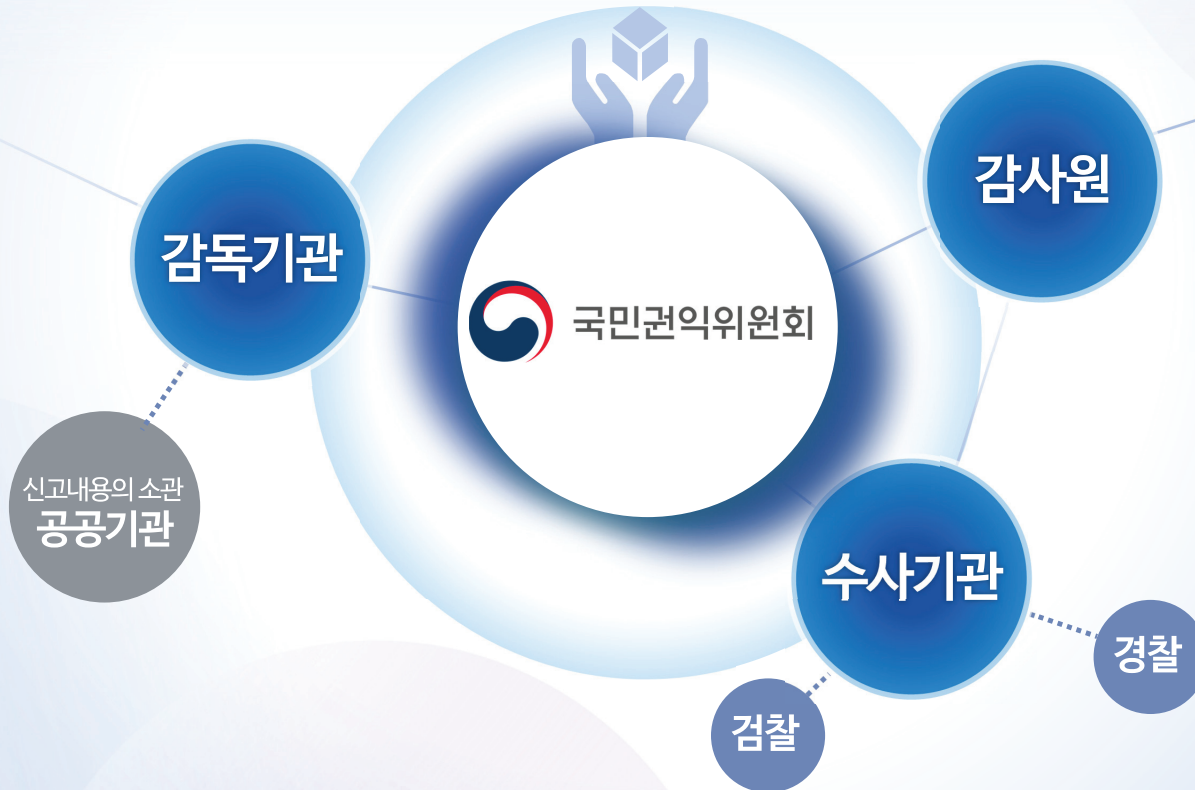 감사원
감독기관
국민권익위원회
신고내용의 소관
공공기관
수사기관
경찰
검찰